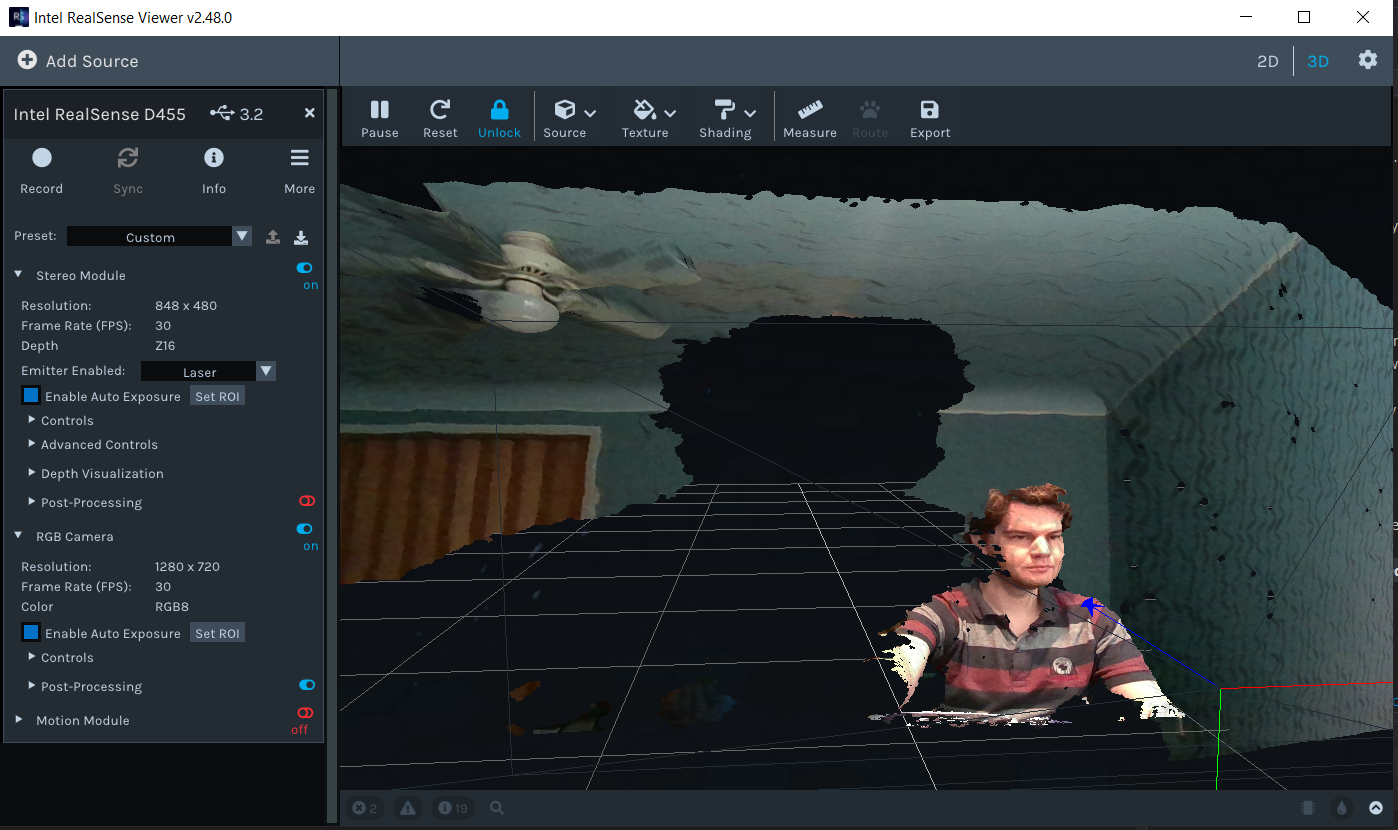 Intel RealSense Viewer v2.48.0
Add Source
2D
3D
Intel RealSense D455
3.2
Pause
Reset
Unlock
Source
Texture
Shading
Measure
Route
Export
Record
Sync
Info
More
Preset:
Custom
Stereo Module
on
Resolution:
848 x 480
Frame Rate (FPS):
30
Depth
Z16
Emitter Enabled:
Laser
Enable Auto Exposure
Set ROI
Controls
Advanced Controls
Depth Visualization
Post-Processing
RGB Camera
on
Resolution:
1280 x 720
Frame Rate (FPS):
30
Color
RGB8
Enable Auto Exposure
Set ROI
Controls
Post-Processing
Motion Module
off
2
19